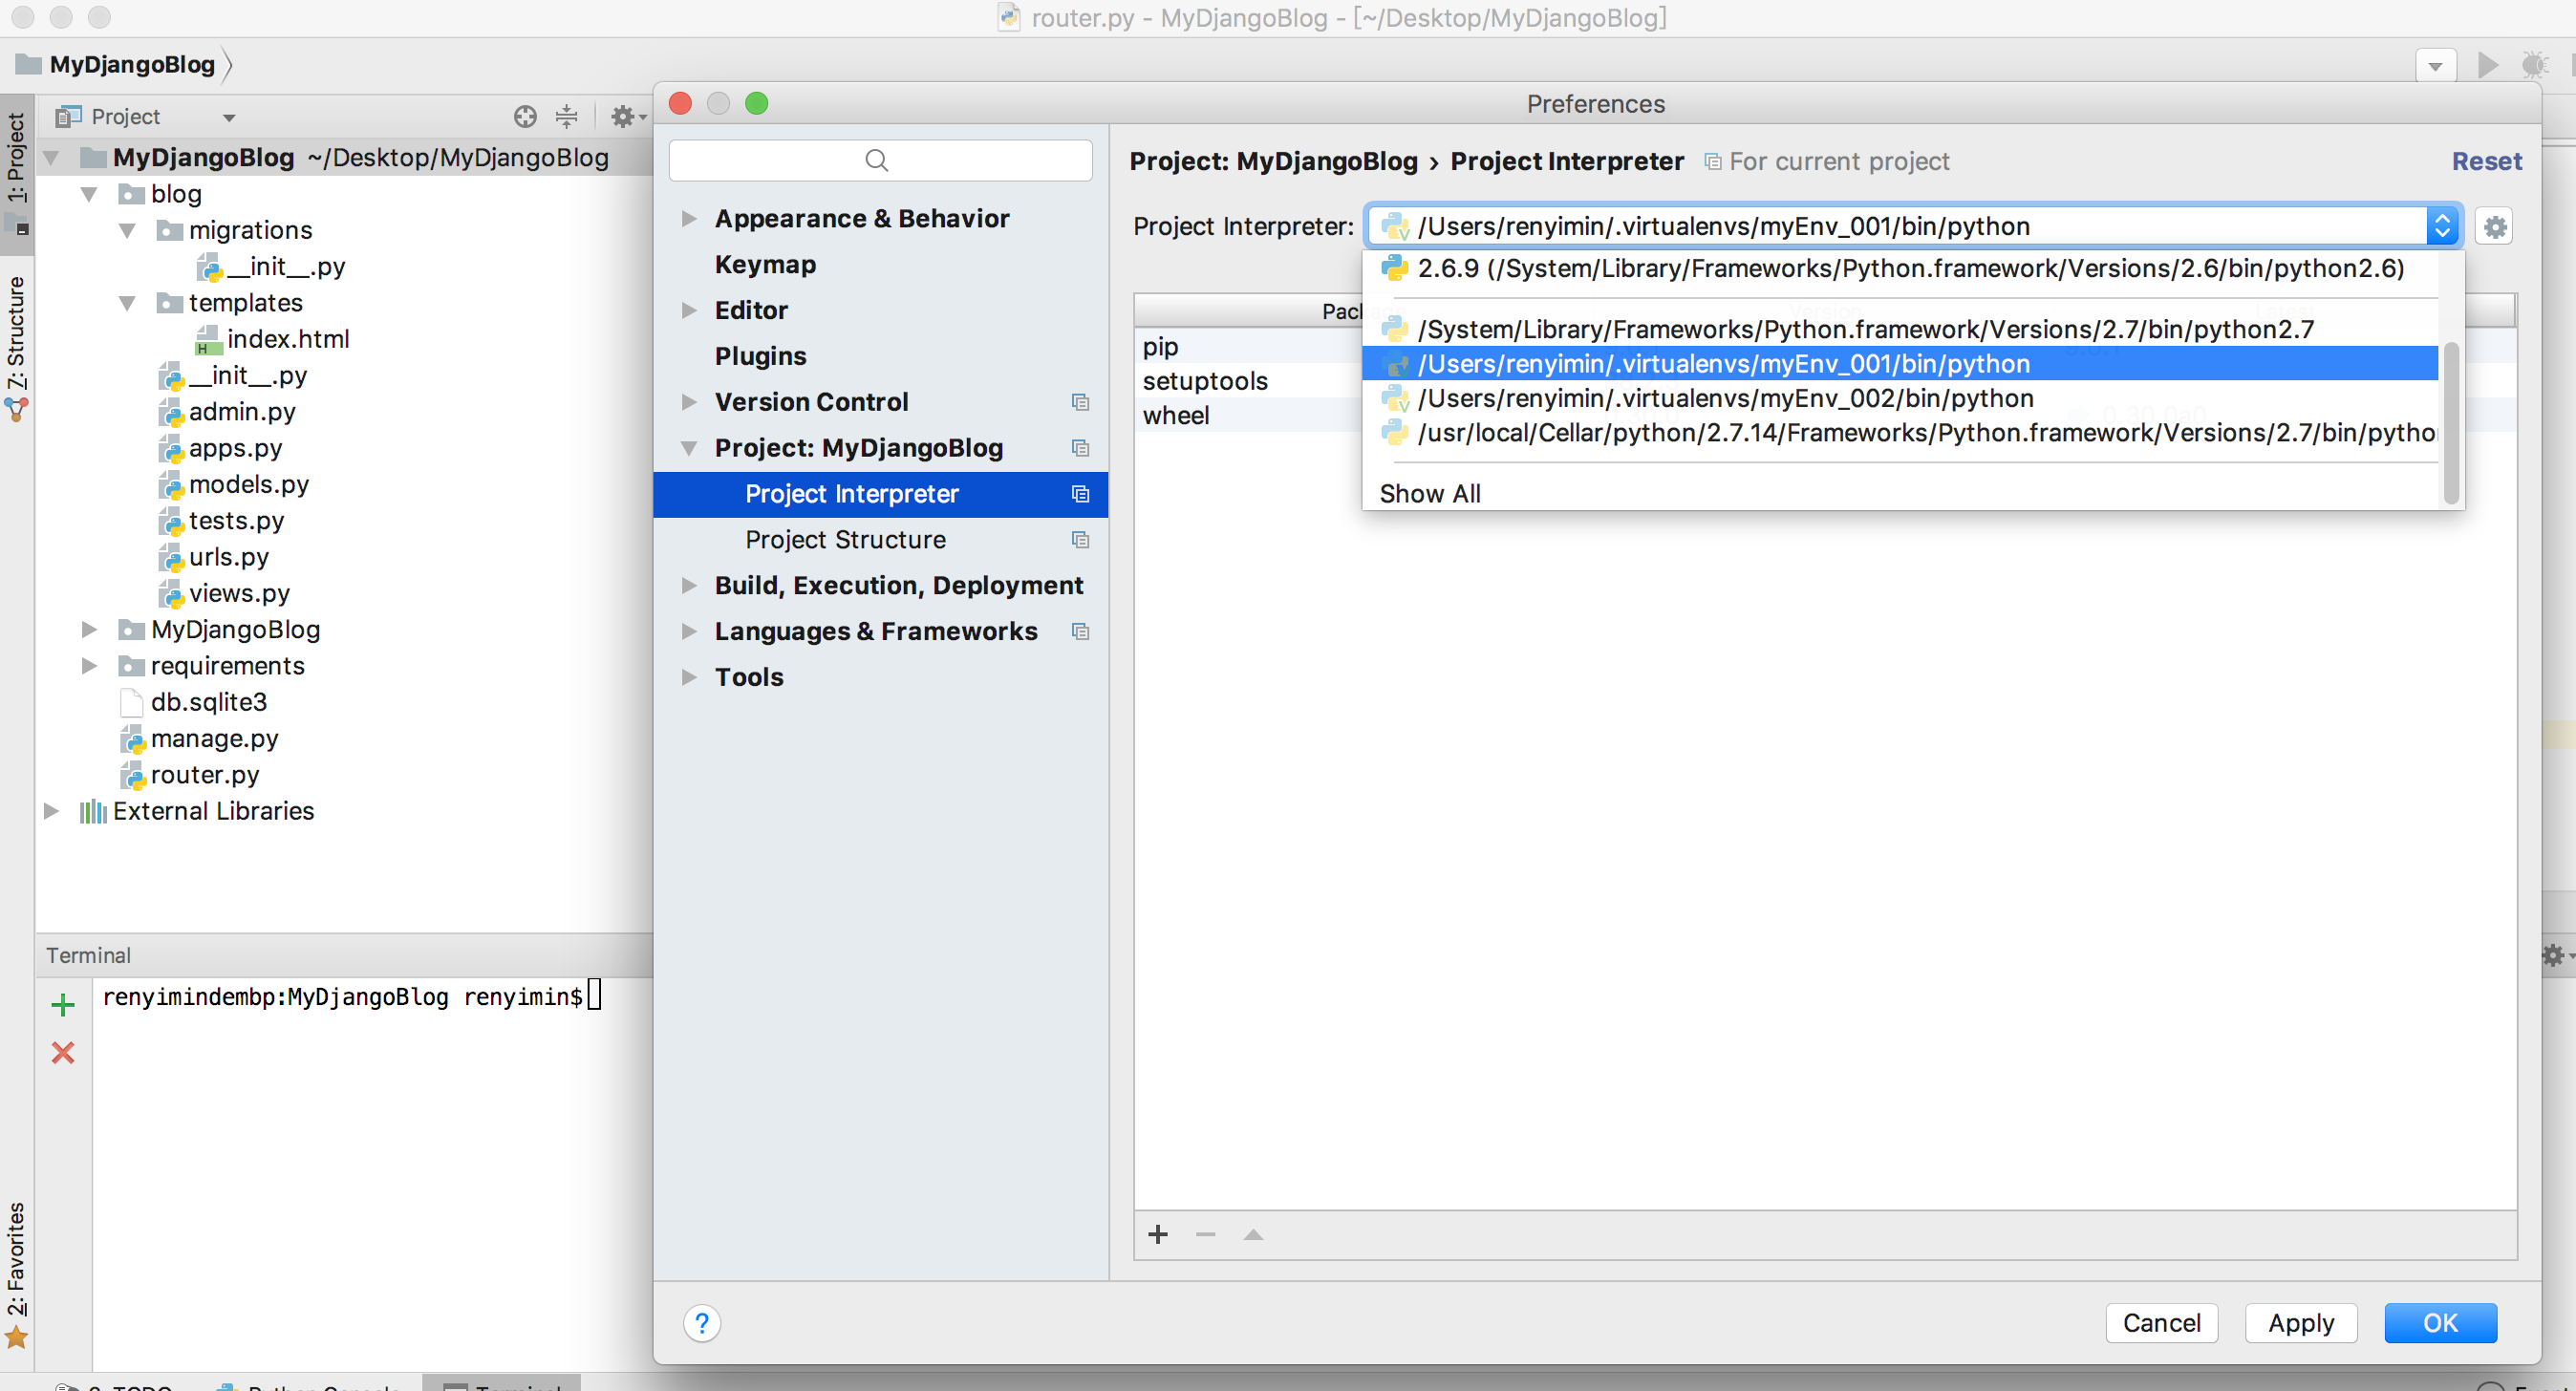 router.py - MyDjangoBlog - [~/Desktop/MyDjangoBlog]
MyDjangoBlog
1: Project
7: Structure
2: Favorites
Project
MyDjangoBlog ~/Desktop/MyDjangoBlog
blog
migrations
__init__.py
templates
index.html
__init__.py
admin.py
apps.py
models.py
tests.py
urls.py
views.py
MyDjangoBlog
requirements
db.sqlite3
manage.py
router.py
External Libraries
Terminal
renyimindembp:MyDjangoBlog renyimin$
Terminal
Preferences
Appearance & Behavior
Keymap
Editor
Plugins
Version Control
Project: MyDjangoBlog
Project Interpreter
Project Structure
Build, Execution, Deployment
Languages & Frameworks
Tools
Project: MyDjangoBlog › Project Interpreter For current project Reset
Project Interpreter: /Users/renyimin/.virtualenvs/myEnv_001/bin/python
2.6.9 (/System/Library/Frameworks/Python.framework/Versions/2.6/bin/python2.6)
/System/Library/Frameworks/Python.framework/Versions/2.7/bin/python2.7
/Users/renyimin/.virtualenvs/myEnv_001/bin/python
/Users/renyimin/.virtualenvs/myEnv_002/bin/python
/usr/local/Cellar/python/2.7.14/Frameworks/Python.framework/Versions/2.7/bin/pytho
Show All
pip
setuptools
wheel
? Cancel Apply OK